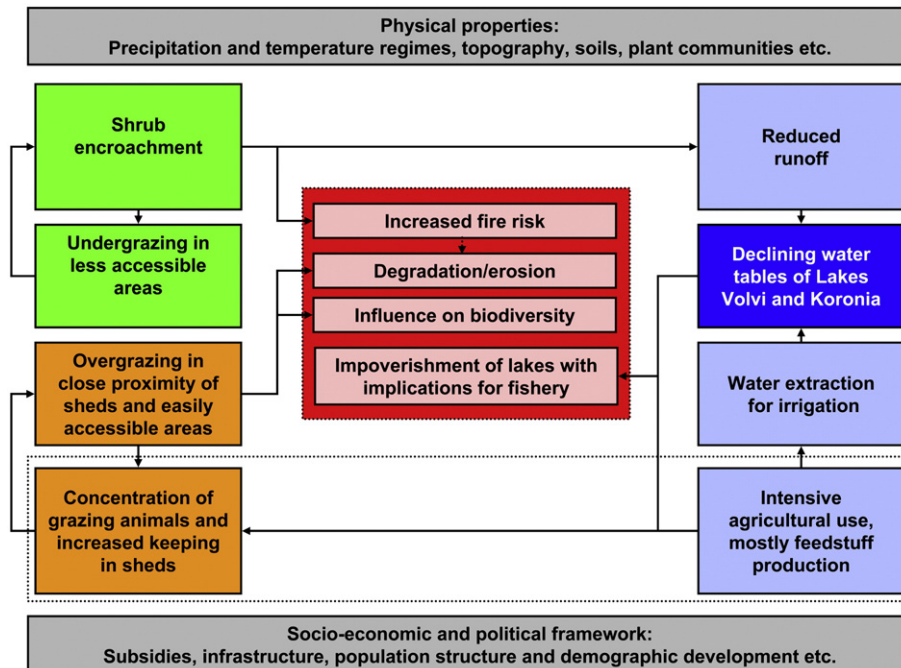 Physical properties:
Precipitation and temperature regimes, topography, soils, plant communities etc.
Shrub
encroachment
Reduced
runoff
Increased fire risk
Undergrazing in
less accessible
areas
Degradation/erosion
Declining water
tables of Lakes
Volvi and Koronia
Influence on biodiversity
Overgrazing in
close proximity of
sheds and easily
accessible areas
Impoverishment of lakes with
implications for fishery
Water extraction
for irrigation
Concentration of
grazing animals and
increased keeping
in sheds
Intensive
agricultural use,
mostly feedstuff
production
Socio-economic and political framework:
Subsidies, infrastructure, population structure and demographic development etc.